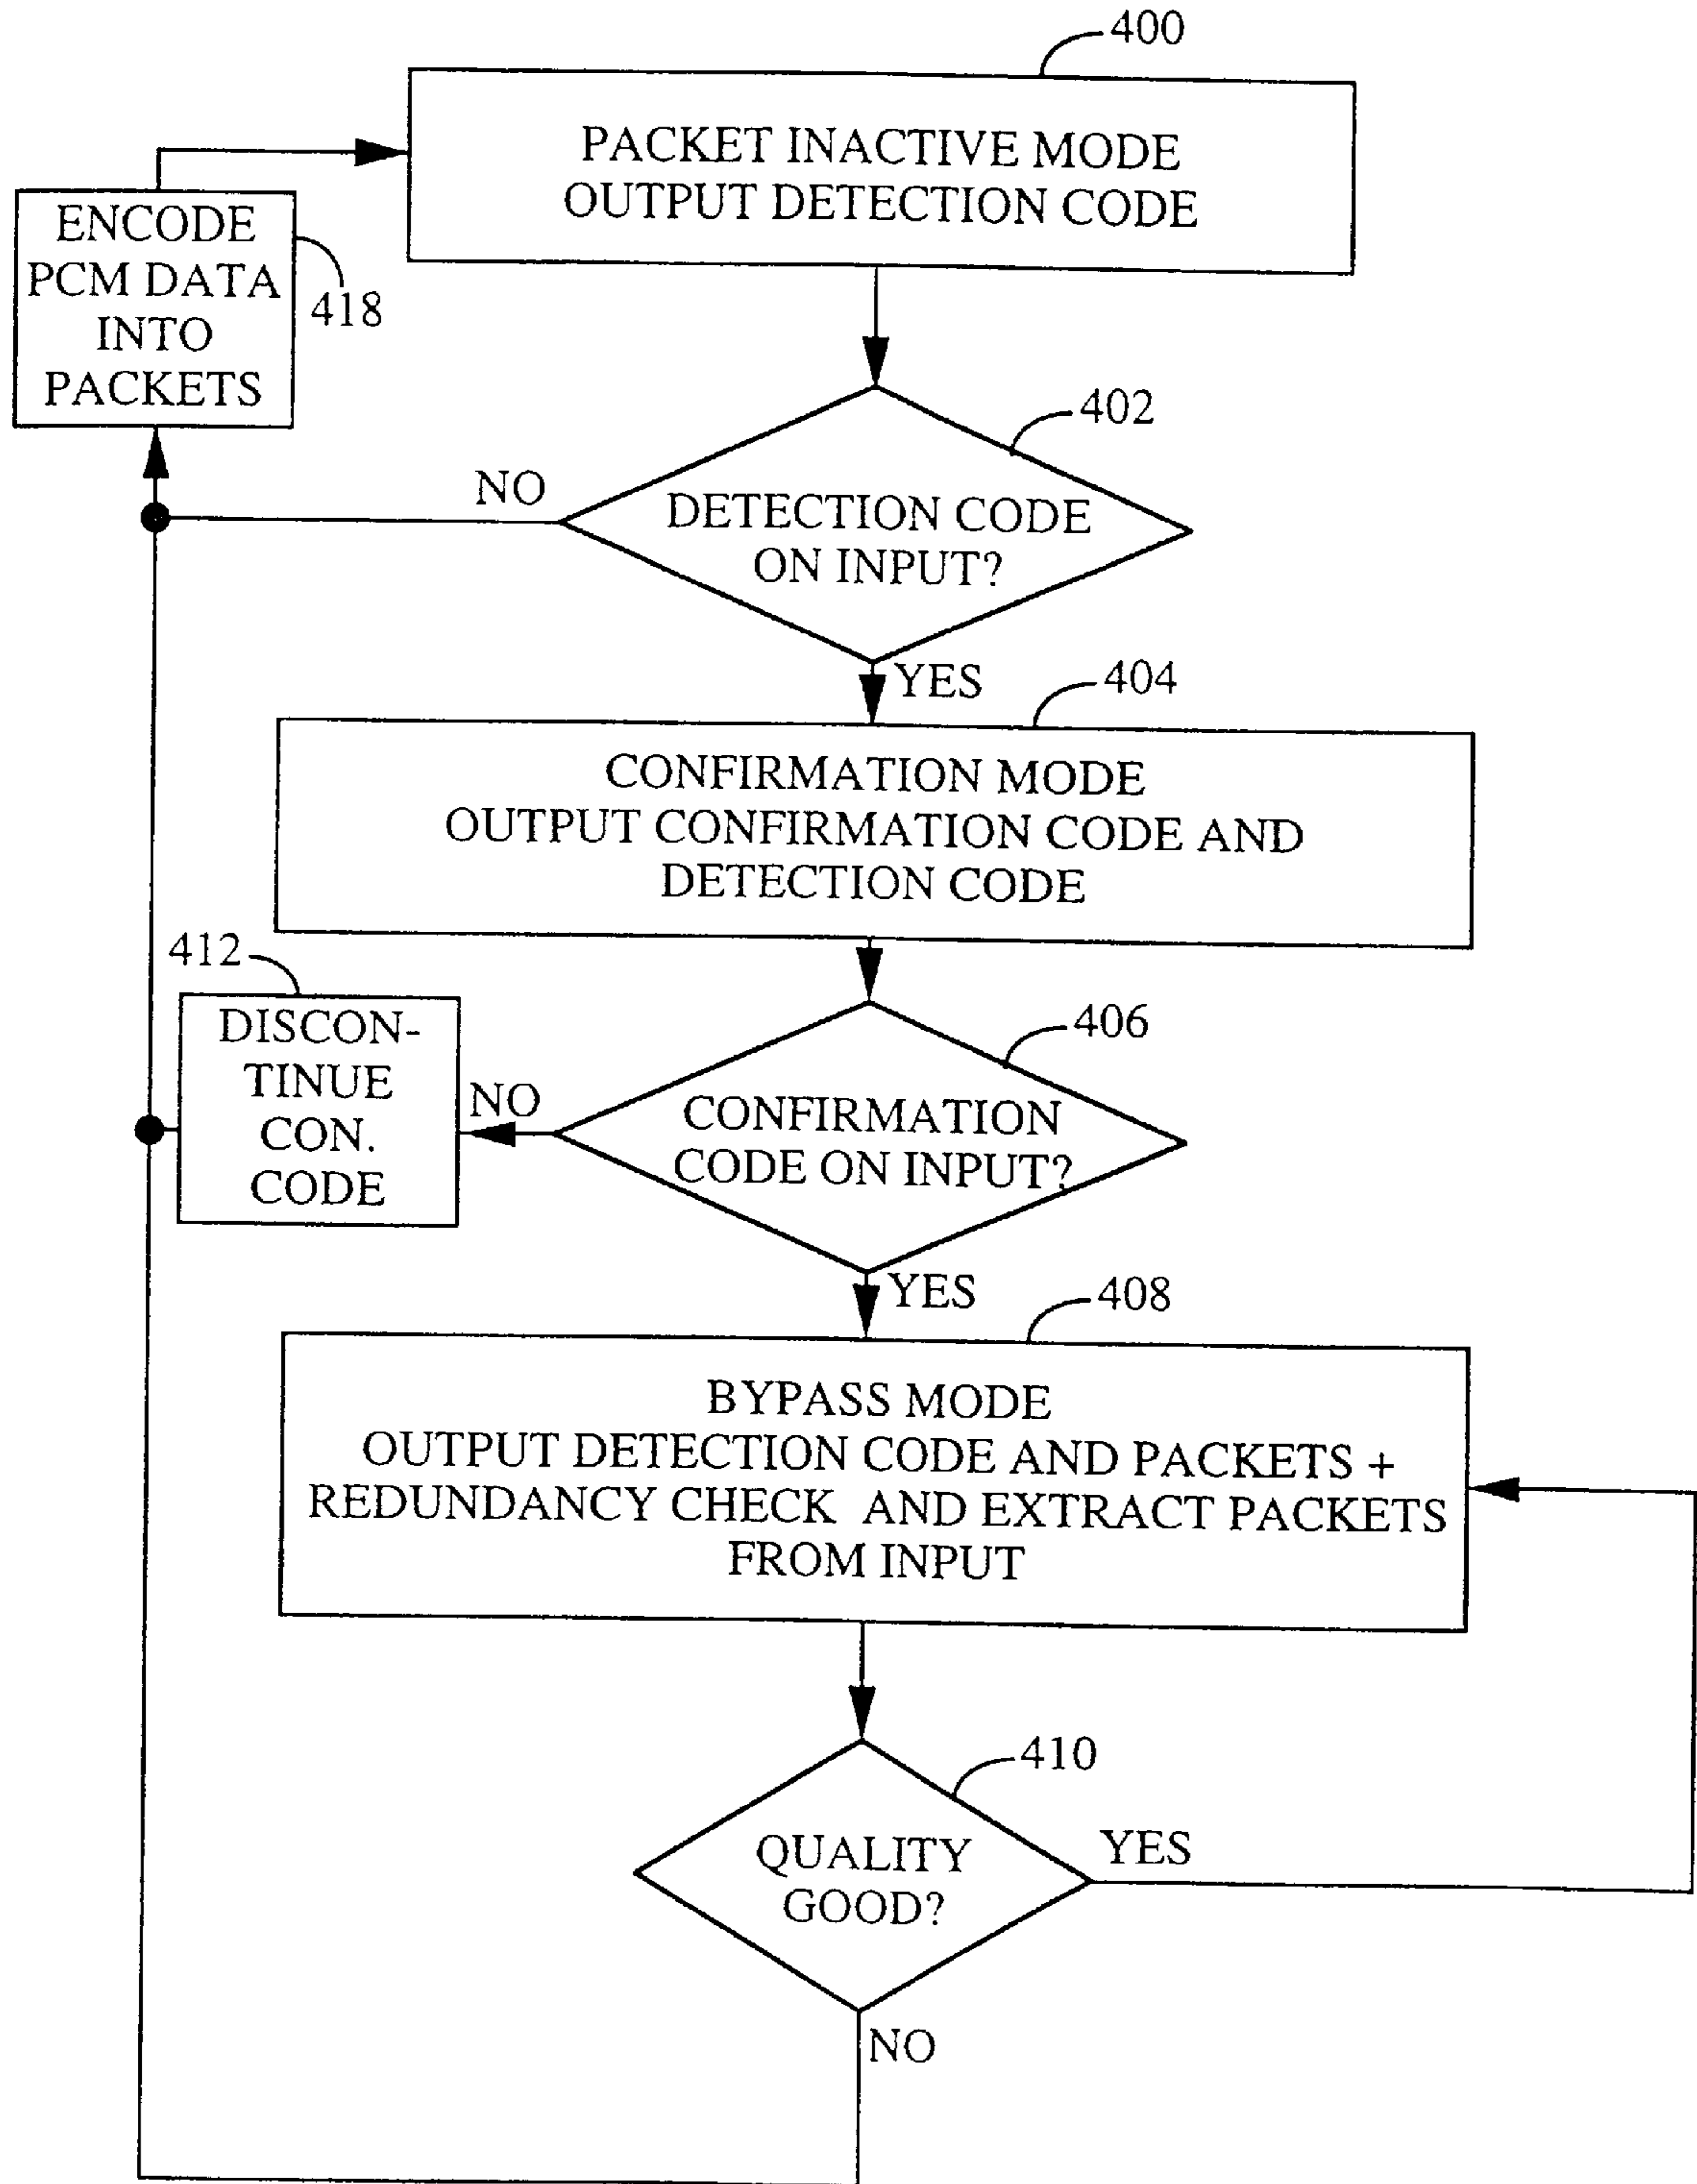 400
PACKET INACTIVE MODE
OUTPUT DETECTION CODE
ENCODE
PCM DATA
INTO
PACKETS
418
402
NO
DETECTION CODE
ON INPUT?
YES
404
CONFIRMATION MODE
OUTPUT CONFIRMATION CODE AND
DETECTION CODE
412
DISCON-
TINUE
CON.
CODE
NO
406
CONFIRMATION
CODE ON INPUT?
YES
408
BYPASS MODE
OUTPUT DETECTION CODE AND PACKETS +
REDUNDANCY CHECK AND EXTRACT PACKETS
FROM INPUT
410
QUALITY
GOOD?
YES
NO